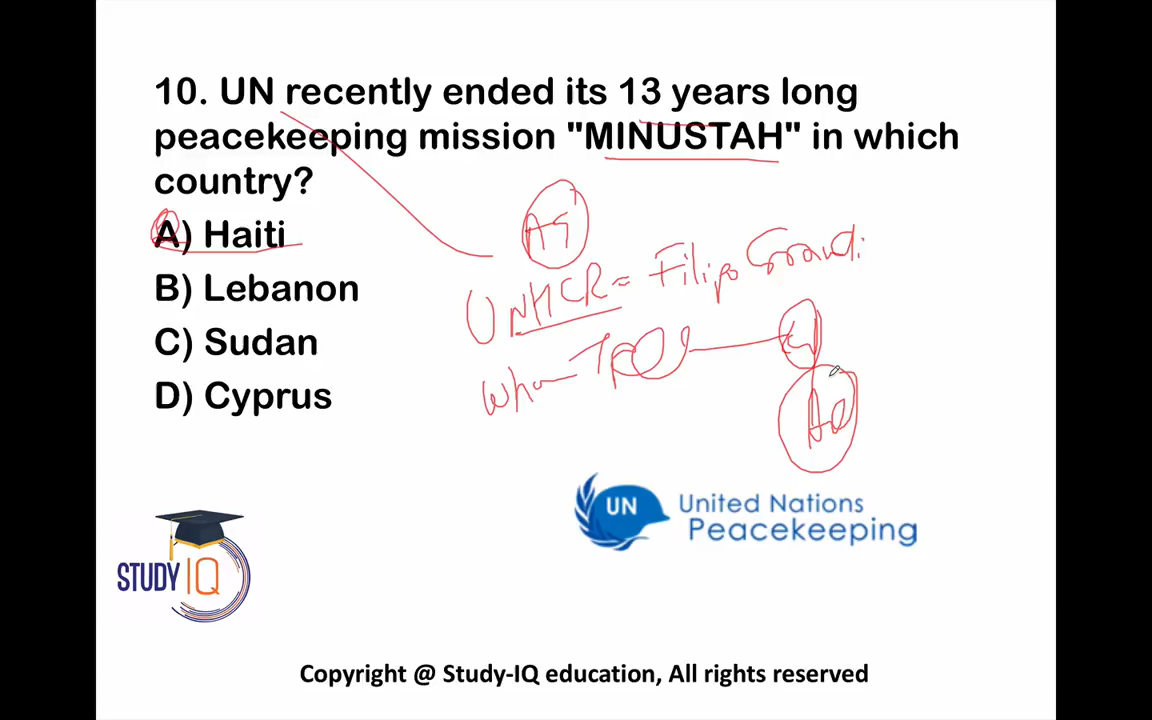 10. UN recently ended its 13 years long
peacekeeping mission "MINUSTAH" in which
country?
A) Haiti
B) Lebanon
C) Sudan
D) Cyprus
UNHCR = Filipo Grandi
UN
United Nations
Peacekeeping
STUDY IQ
Copyright @ Study-IQ education, All rights reserved